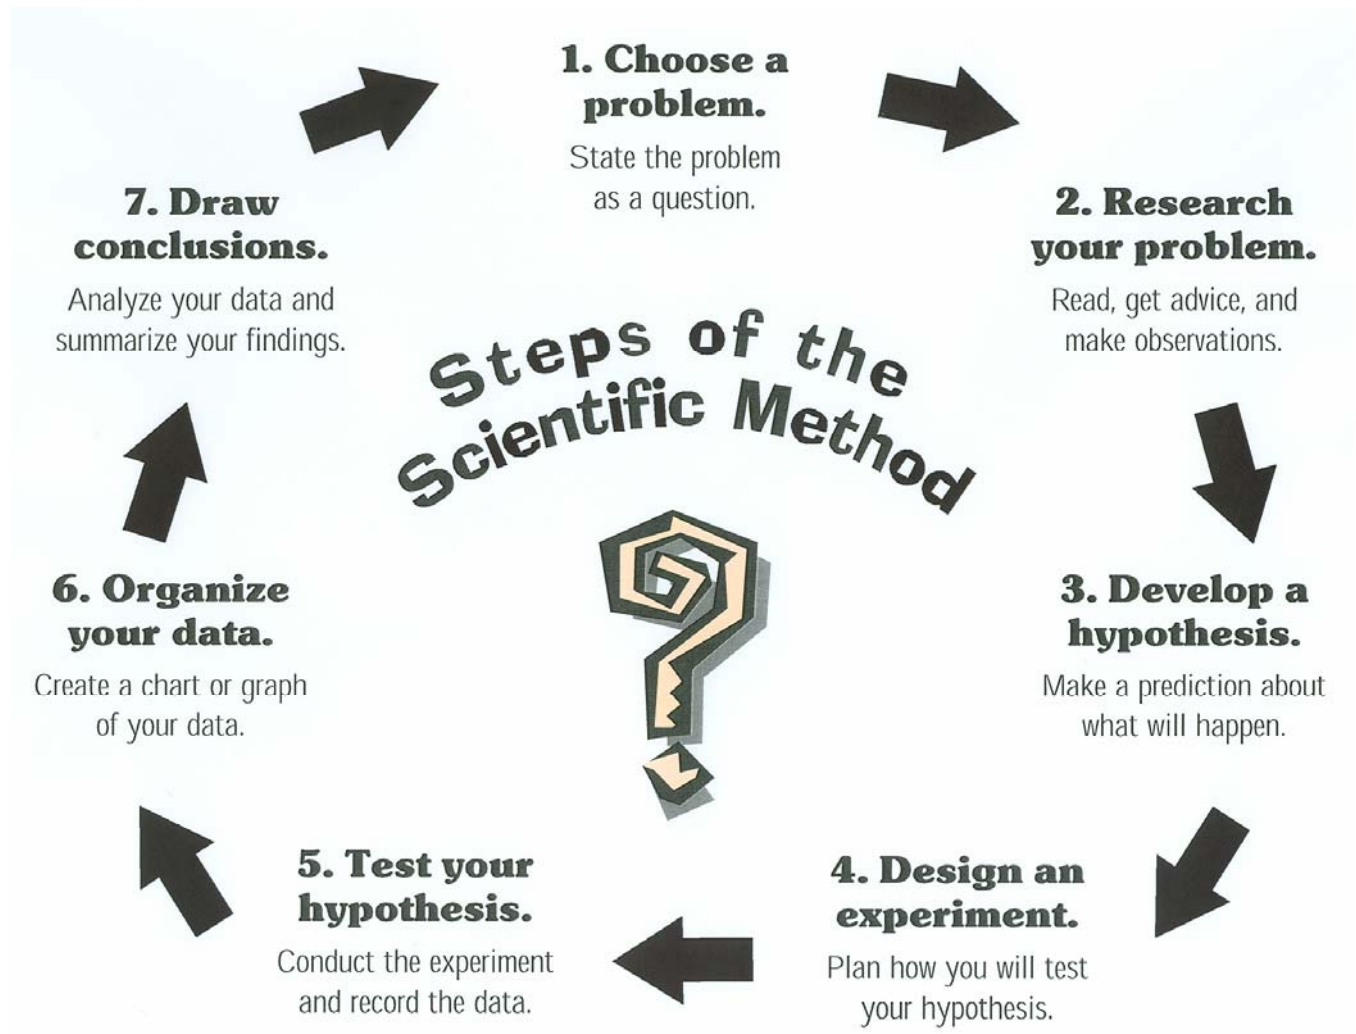 Steps of the
Scientific Method
1. Choose a
problem.
State the problem
as a question.
2. Research
your problem.
Read, get advice, and
make observations.
3. Develop a
hypothesis.
Make a prediction about
what will happen.
4. Design an
experiment.
Plan how you will test
your hypothesis.
5. Test your
hypothesis.
Conduct the experiment
and record the data.
6. Organize
your data.
Create a chart or graph
of your data.
7. Draw
conclusions.
Analyze your data and
summarize your findings.